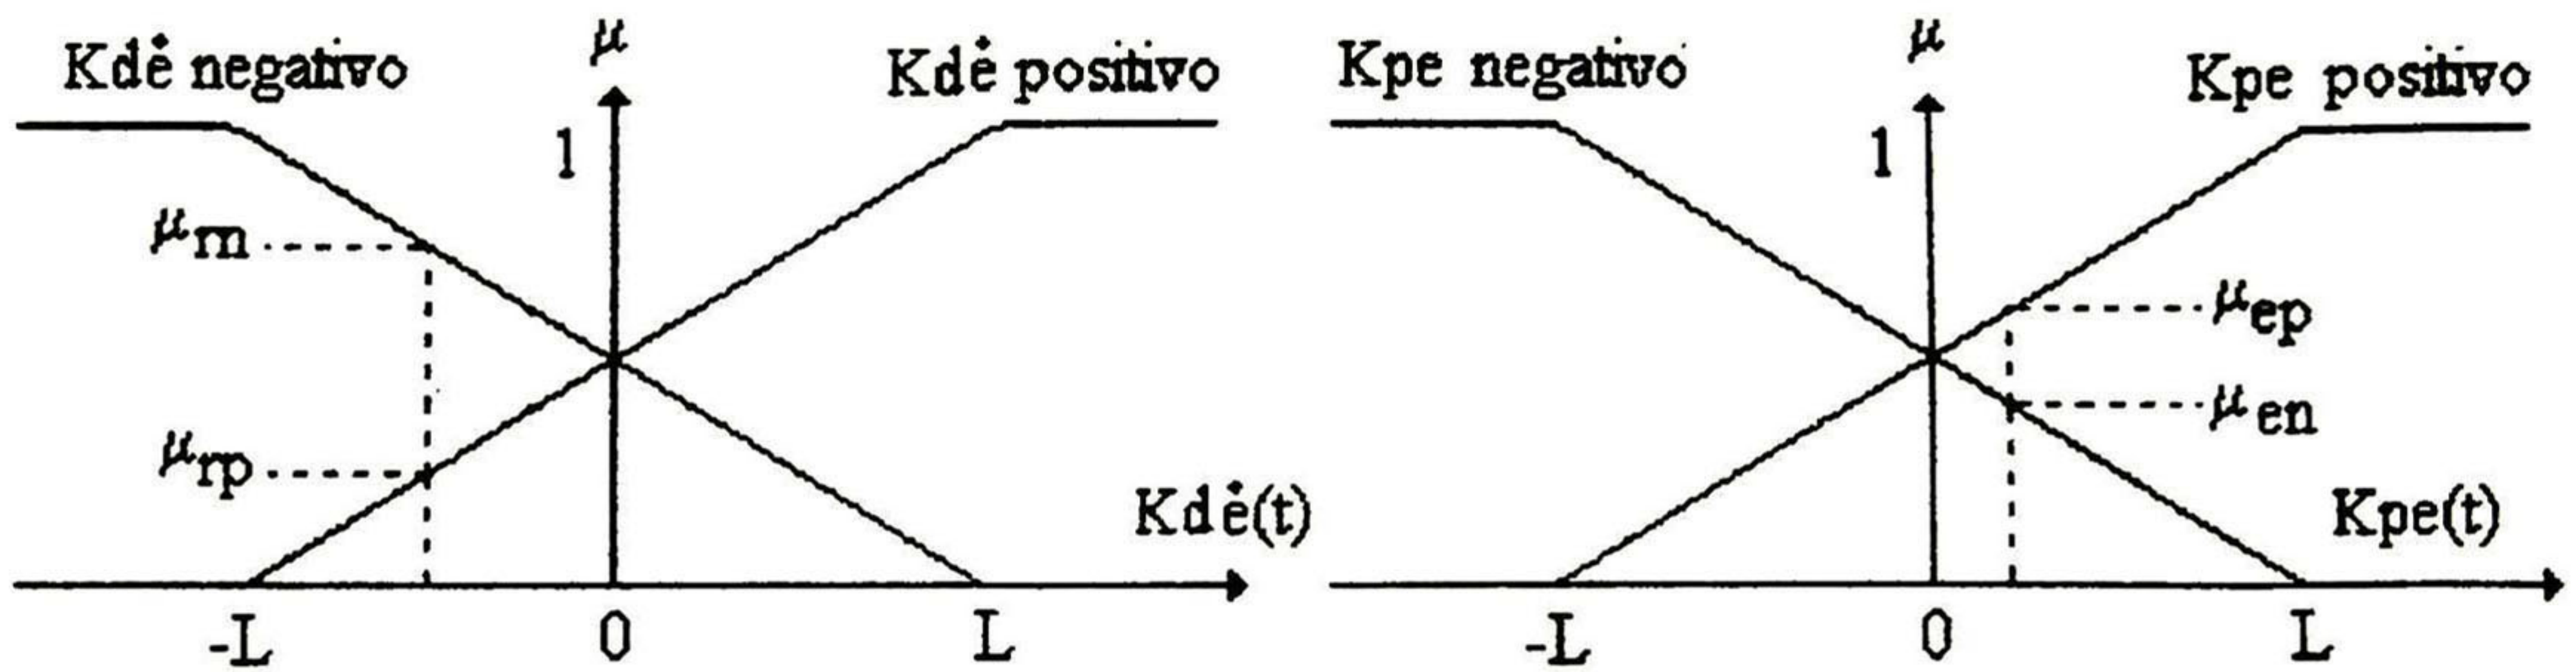 Kdė negativo
μ
Kdė positivo
1
μrn
μrp
Kdė(t)
-L
0
L
Kpe negativo
μ
Kpe positivo
1
μep
μen
Kpe(t)
-L
0
L